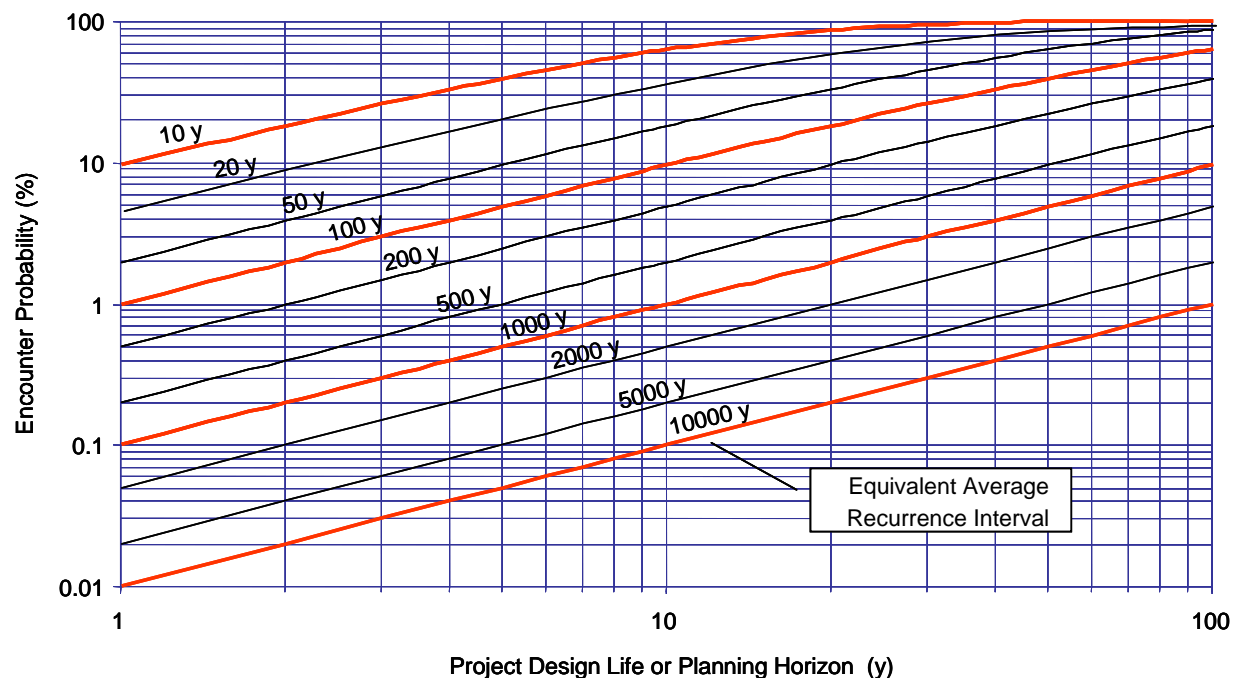 100
10
1
0.1
0.01
Encounter Probability (%)
10 y
20 y
50 y
100 y
200 y
500 y
1000 y
2000 y
5000 y
10000 y
Equivalent Average
Recurrence Interval
1
10
100
Project Design Life or Planning Horizon (y)